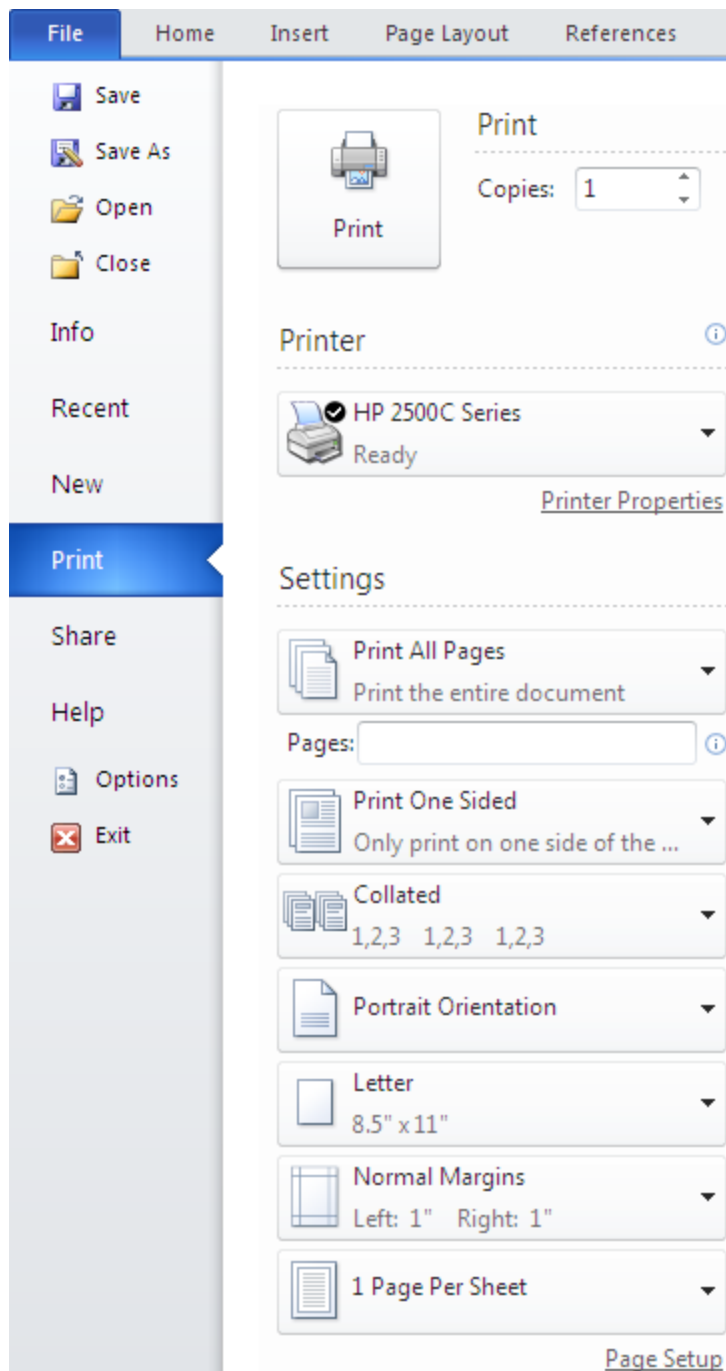 File Home Insert Page Layout References
Save
Save As
Open
Close
Info
Recent
New
Print
Share
Help
Options
Exit
Print
Print
Copies: 1
Printer
HP 2500C Series
Ready
Printer Properties
Settings
Print All Pages
Print the entire document
Pages:
Print One Sided
Only print on one side of the ...
Collated
1,2,3 1,2,3 1,2,3
Portrait Orientation
Letter
8.5" x 11"
Normal Margins
Left: 1" Right: 1"
1 Page Per Sheet
Page Setup